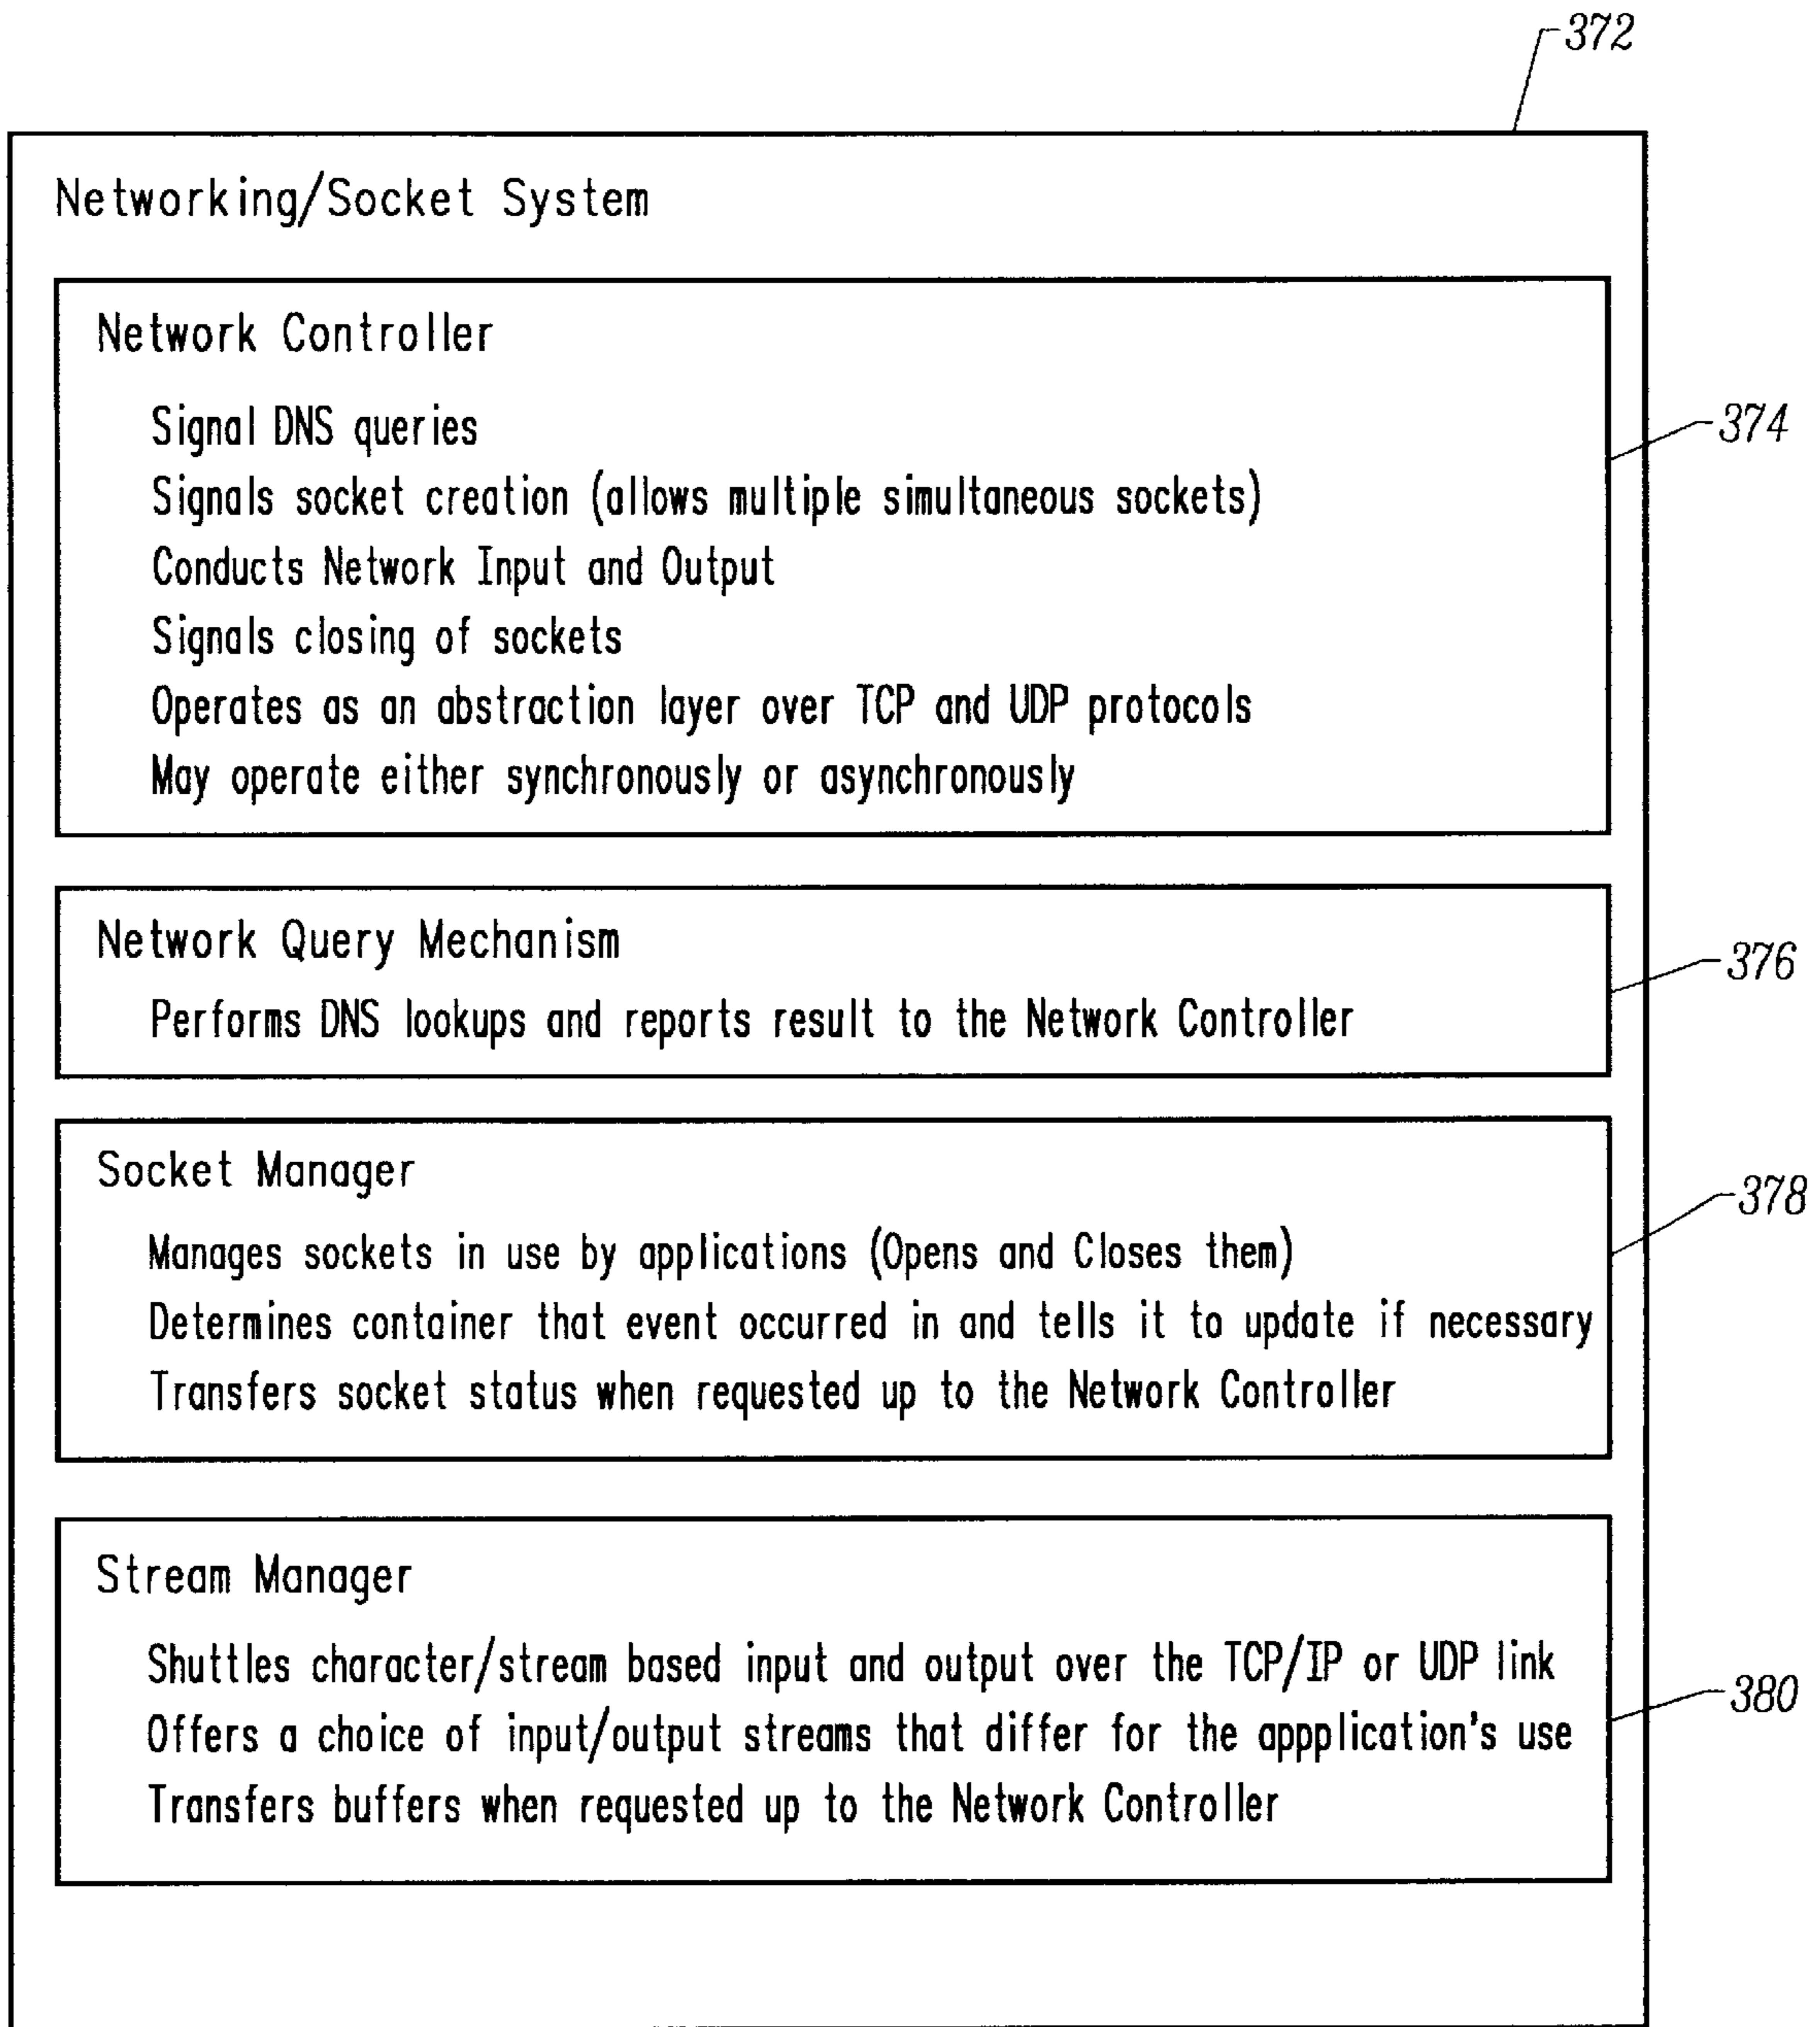 372
Networking/Socket System
Network Controller
Signal DNS queries
Signals socket creation (allows multiple simultaneous sockets)
374
Conducts Network Input and Output
Signals closing of sockets
Operates as an abstraction layer over TCP and UDP protocols
May operate either synchronously or asynchronously
Network Query Mechanism
376
Performs DNS lookups and reports result to the Network Controller
Socket Manager
378
Manages sockets in use by applications (Opens and Closes them)
Determines container that event occurred in and tells it to update if necessary
Transfers socket status when requested up to the Network Controller
Stream Manager
Shuttles character/stream based input and output over the TCP/IP or UDP link
380
Offers a choice of input/output streams that differ for the appplication's use
Transfers buffers when requested up to the Network Controller